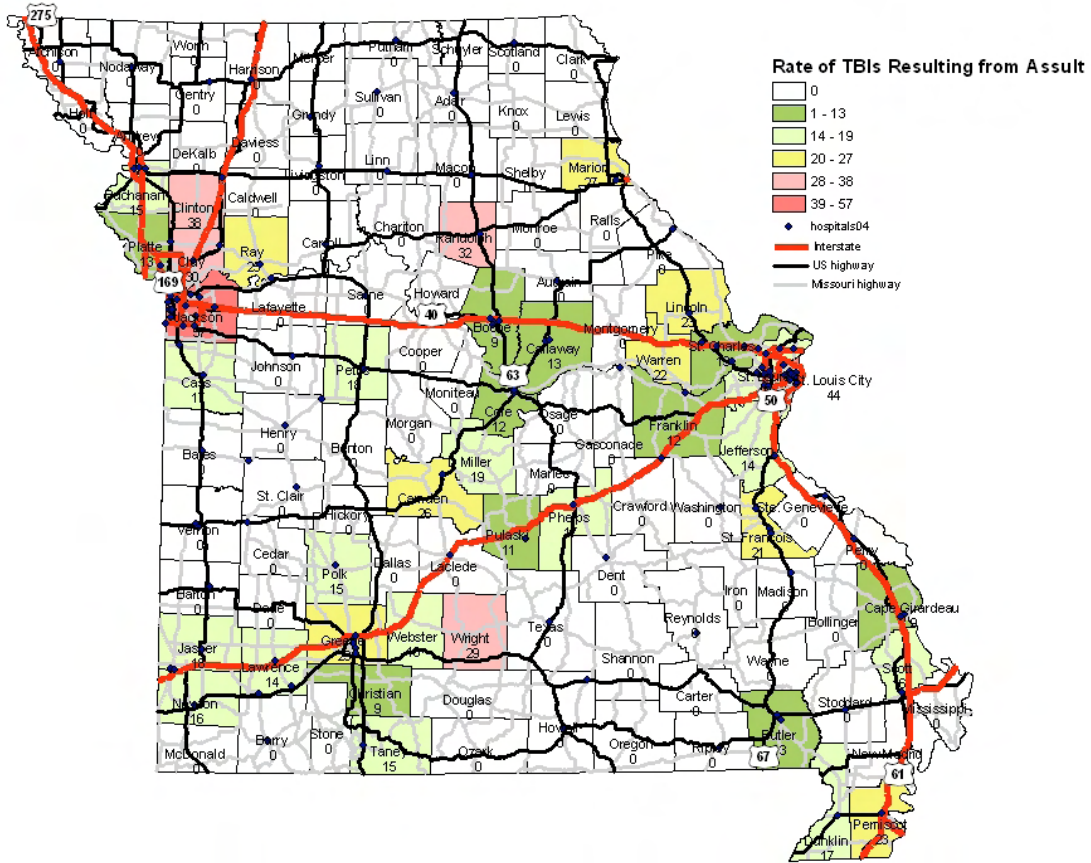 275
Rate of TBIs Resulting from Assult
0
1 - 13
14 - 19
20 - 27
28 - 38
39 - 57
hospitals04
Interstate
US highway
Missouri highway
Worth
Putnam
Schuyler
Scotland
0
Clark
0
Harrison
Mercer
Gentry
0
Sullivan
0
Adair
0
Knox
0
Lewis
0
Grundy
0
DeKalb
Daviess
0
Linn
0
Macon
0
Shelby
0
Marion
27
Livingston
0
Buchanan
15
Clinton
38
Caldwell
0
Chariton
0
Randolph
32
Monroe
0
Ralls
0
Platte
13
Clay
30
Ray
Carroll
Pike
169
Howard
Audrain
Saline
Lafayette
0
40
Lincoln
Boone
9
Callaway
13
Montgomery
Warren
22
St. Charles
St. Louis City
44
Jackson
Johnson
0
Pettis
Cooper
0
63
Cass
Moniteau
0
50
Cole
12
Osage
0
Franklin
12
Morgan
0
Henry
0
Benton
Gasconade
0
Jefferson
14
Bates
Miller
19
Maries
Camden
26
St. Clair
0
Hickory
0
Phelps
Crawford
0
Washington
0
Ste. Genevieve
0
Vernon
Pulaski
11
St. Francois
21
Perry
Cedar
0
Polk
15
Dallas
0
Laclede
0
Dent
0
Iron
0
Madison
Barton
Dade
Reynolds
Bollinger
0
Cape Girardeau
Jasper
Lawrence
14
Greene
Webster
Wright
29
Texas
0
Shannon
0
Wayne
Scott
Newton
16
Christian
9
Douglas
0
Carter
0
Stoddard
0
Mississippi
0
McDonald
0
Barry
0
Stone
0
Taney
15
Ozark
0
Howell
Oregon
0
Ripley
0
Butler
67
New Madrid
61
Pemiscot
23
Dunklin
17